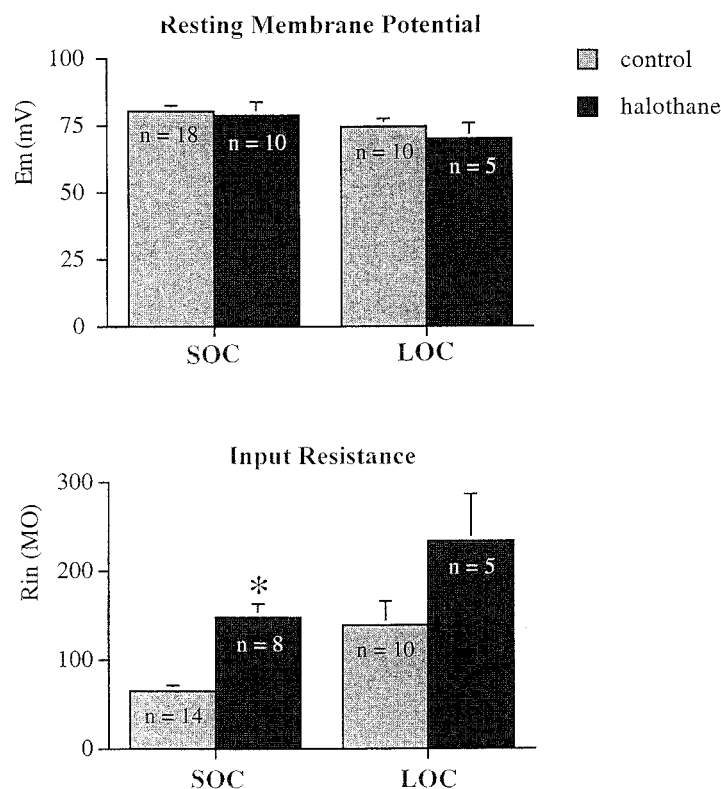 Resting Membrane Potential
control
halothane
Em (mV)
100
75
50
25
0
n = 18
n = 10
n = 10
n = 5
SOC
LOC
Input Resistance
Rin (MO)
300
200
100
0
*
n = 14
n = 8
n = 10
n = 5
SOC
LOC